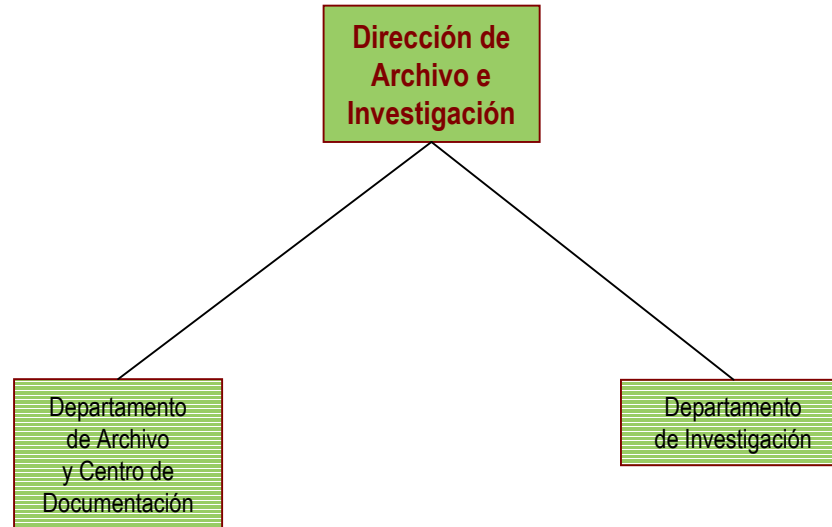 Dirección de
Archivo e
Investigación
Departamento
de Archivo
y Centro de
Documentación
Departamento
de Investigación